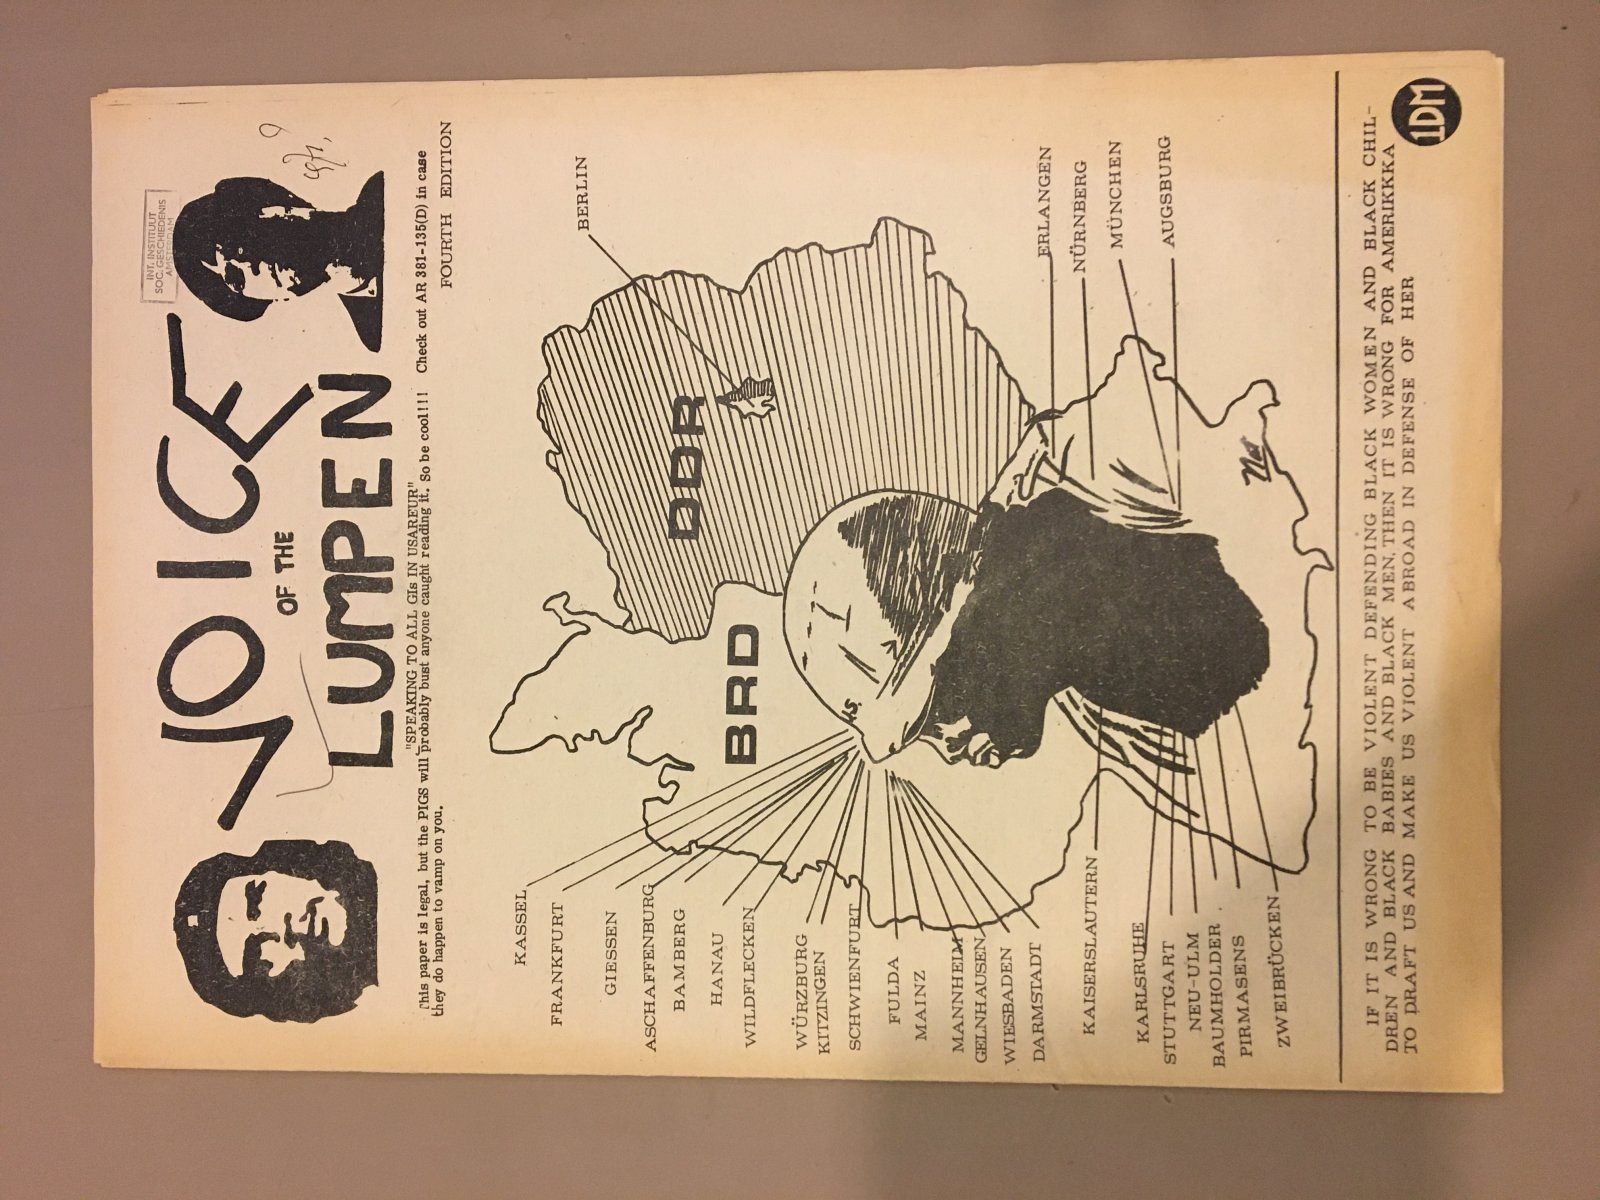 INT. INSTITUUT
SOC. GESCHIEDENIS
AMSTERDAM
VOICE
OF THE
LUMPEN
"SPEAKING TO ALL GIs IN USAREUR"
This paper is legal, but the PIGS will probably bust anyone caught reading it. So be cool!!! Check out AR 381-135(D) in case
they do happen to vamp on you.
FOURTH EDITION
BERLIN
DDR
BRD
KASSEL
FRANKFURT
GIESSEN
ASCHAFFENBURG
BAMBERG
HANAU
WILDFLECKEN
WÜRZBURG
KITZINGEN
SCHWIENFURT
FULDA
MAINZ
MANNHEIM
GELNHAUSEN
WIESBADEN
DARMSTADT
KAISERSLAUTERN
KARLSRUHE
STUTTGART
NEU-ULM
BAUMHOLDER
PIRMASENS
ZWEIBRÜCKEN
ERLANGEN
NÜRNBERG
MÜNCHEN
AUGSBURG
IF IT IS WRONG TO BE VIOLENT DEFENDING BLACK WOMEN AND BLACK CHIL-
DREN AND BLACK BABIES AND BLACK MEN, THEN IT IS WRONG FOR AMERIKKKA
TO DRAFT US AND MAKE US VIOLENT ABROAD IN DEFENSE OF HER
1DM